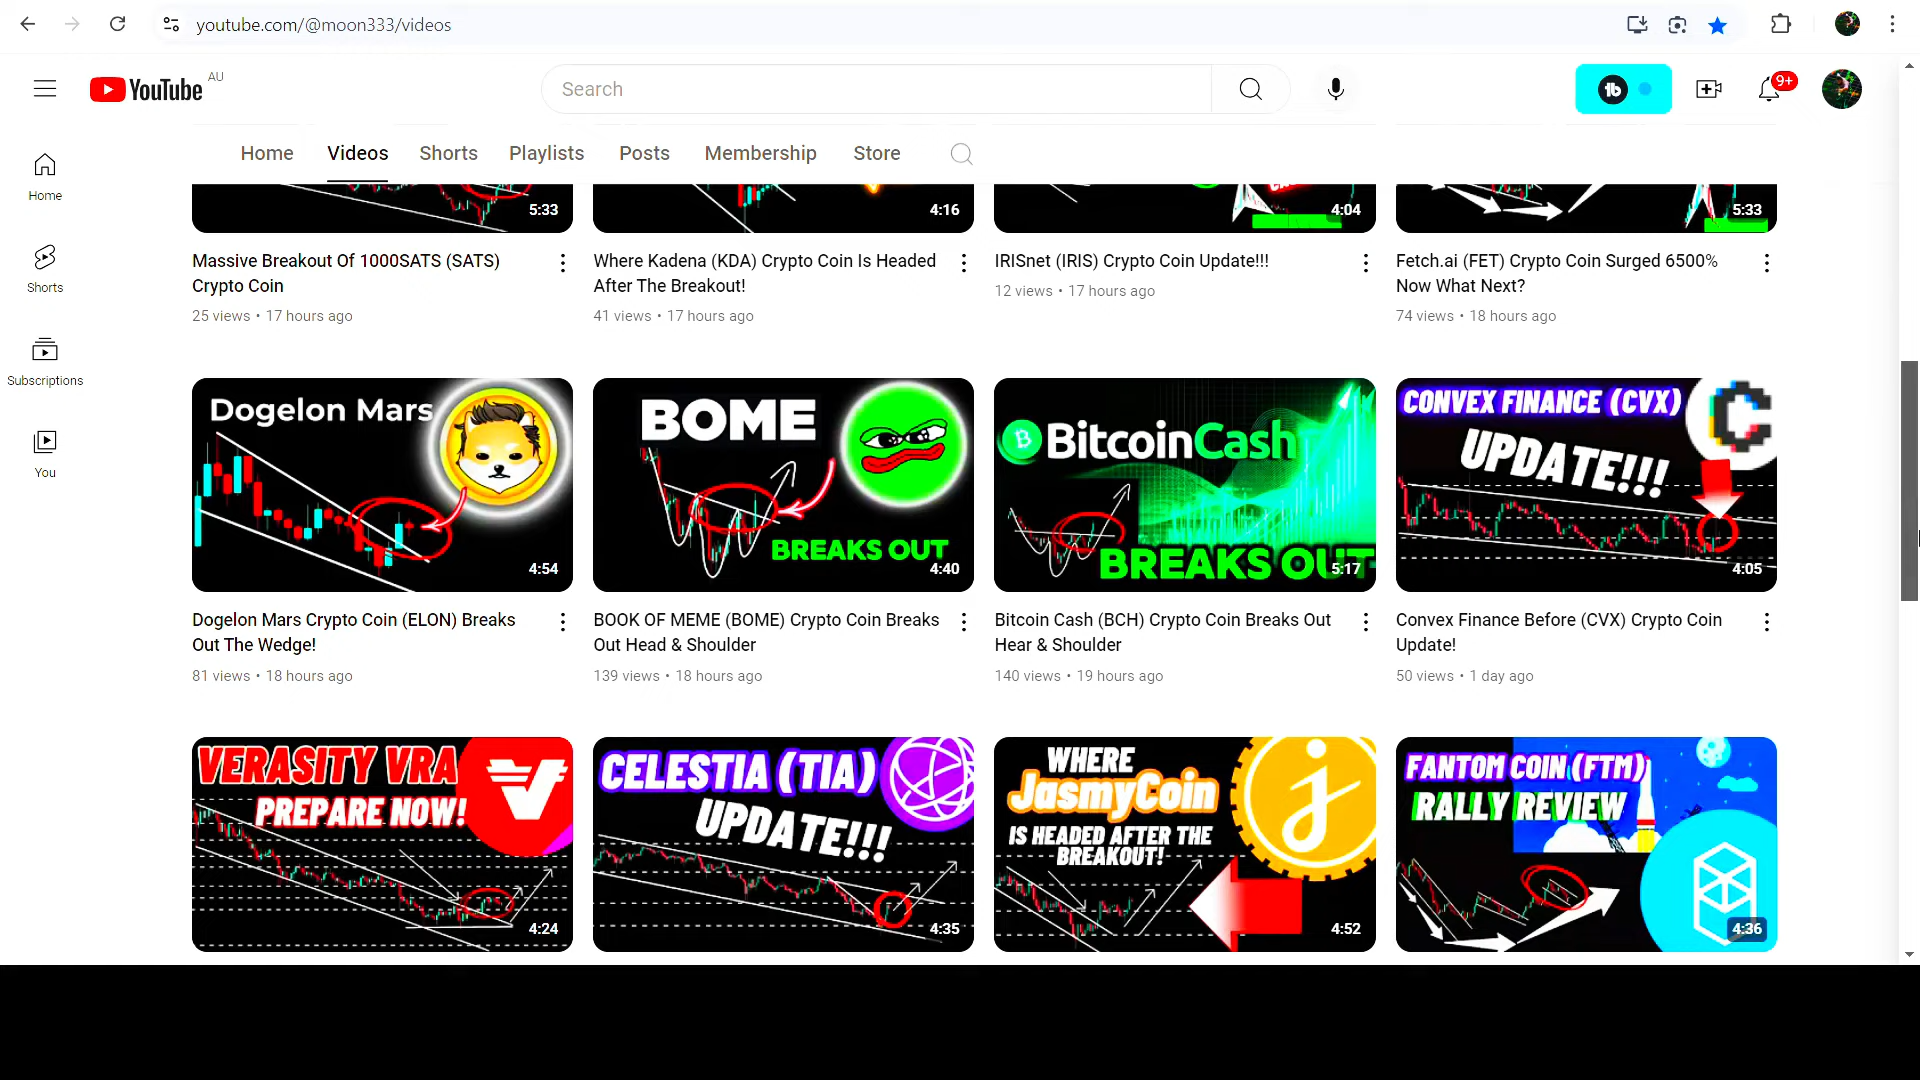 youtube.com/@moon333/videos
YouTube AU
Search
9+
Home
Videos
Shorts
Playlists
Posts
Membership
Store
Home
Shorts
Subscriptions
You
5:33
4:16
4:04
5:33
Massive Breakout Of 1000SATS (SATS)
Crypto Coin
25 views • 17 hours ago
Where Kadena (KDA) Crypto Coin Is Headed
After The Breakout!
41 views • 17 hours ago
IRISnet (IRIS) Crypto Coin Update!!!
12 views • 17 hours ago
Fetch.ai (FET) Crypto Coin Surged 6500%
Now What Next?
74 views • 18 hours ago
Dogelon Mars
4:54
BOME
BREAKS OUT
4:40
BitcoinCash
BREAKS OUT
5:17
CONVEX FINANCE (CVX)
UPDATE!!!
4:05
Dogelon Mars Crypto Coin (ELON) Breaks
Out The Wedge!
81 views • 18 hours ago
BOOK OF MEME (BOME) Crypto Coin Breaks
Out Head & Shoulder
139 views • 18 hours ago
Bitcoin Cash (BCH) Crypto Coin Breaks Out
Hear & Shoulder
140 views • 19 hours ago
Convex Finance Before (CVX) Crypto Coin
Update!
50 views • 1 day ago
VERASITY VRA
PREPARE NOW!
4:24
CELESTIA (TIA)
UPDATE!!!
4:35
WHERE
JasmyCoin
IS HEADED AFTER THE
BREAKOUT!
4:52
FANTOM COIN (FTM)
RALLY REVIEW
4:36